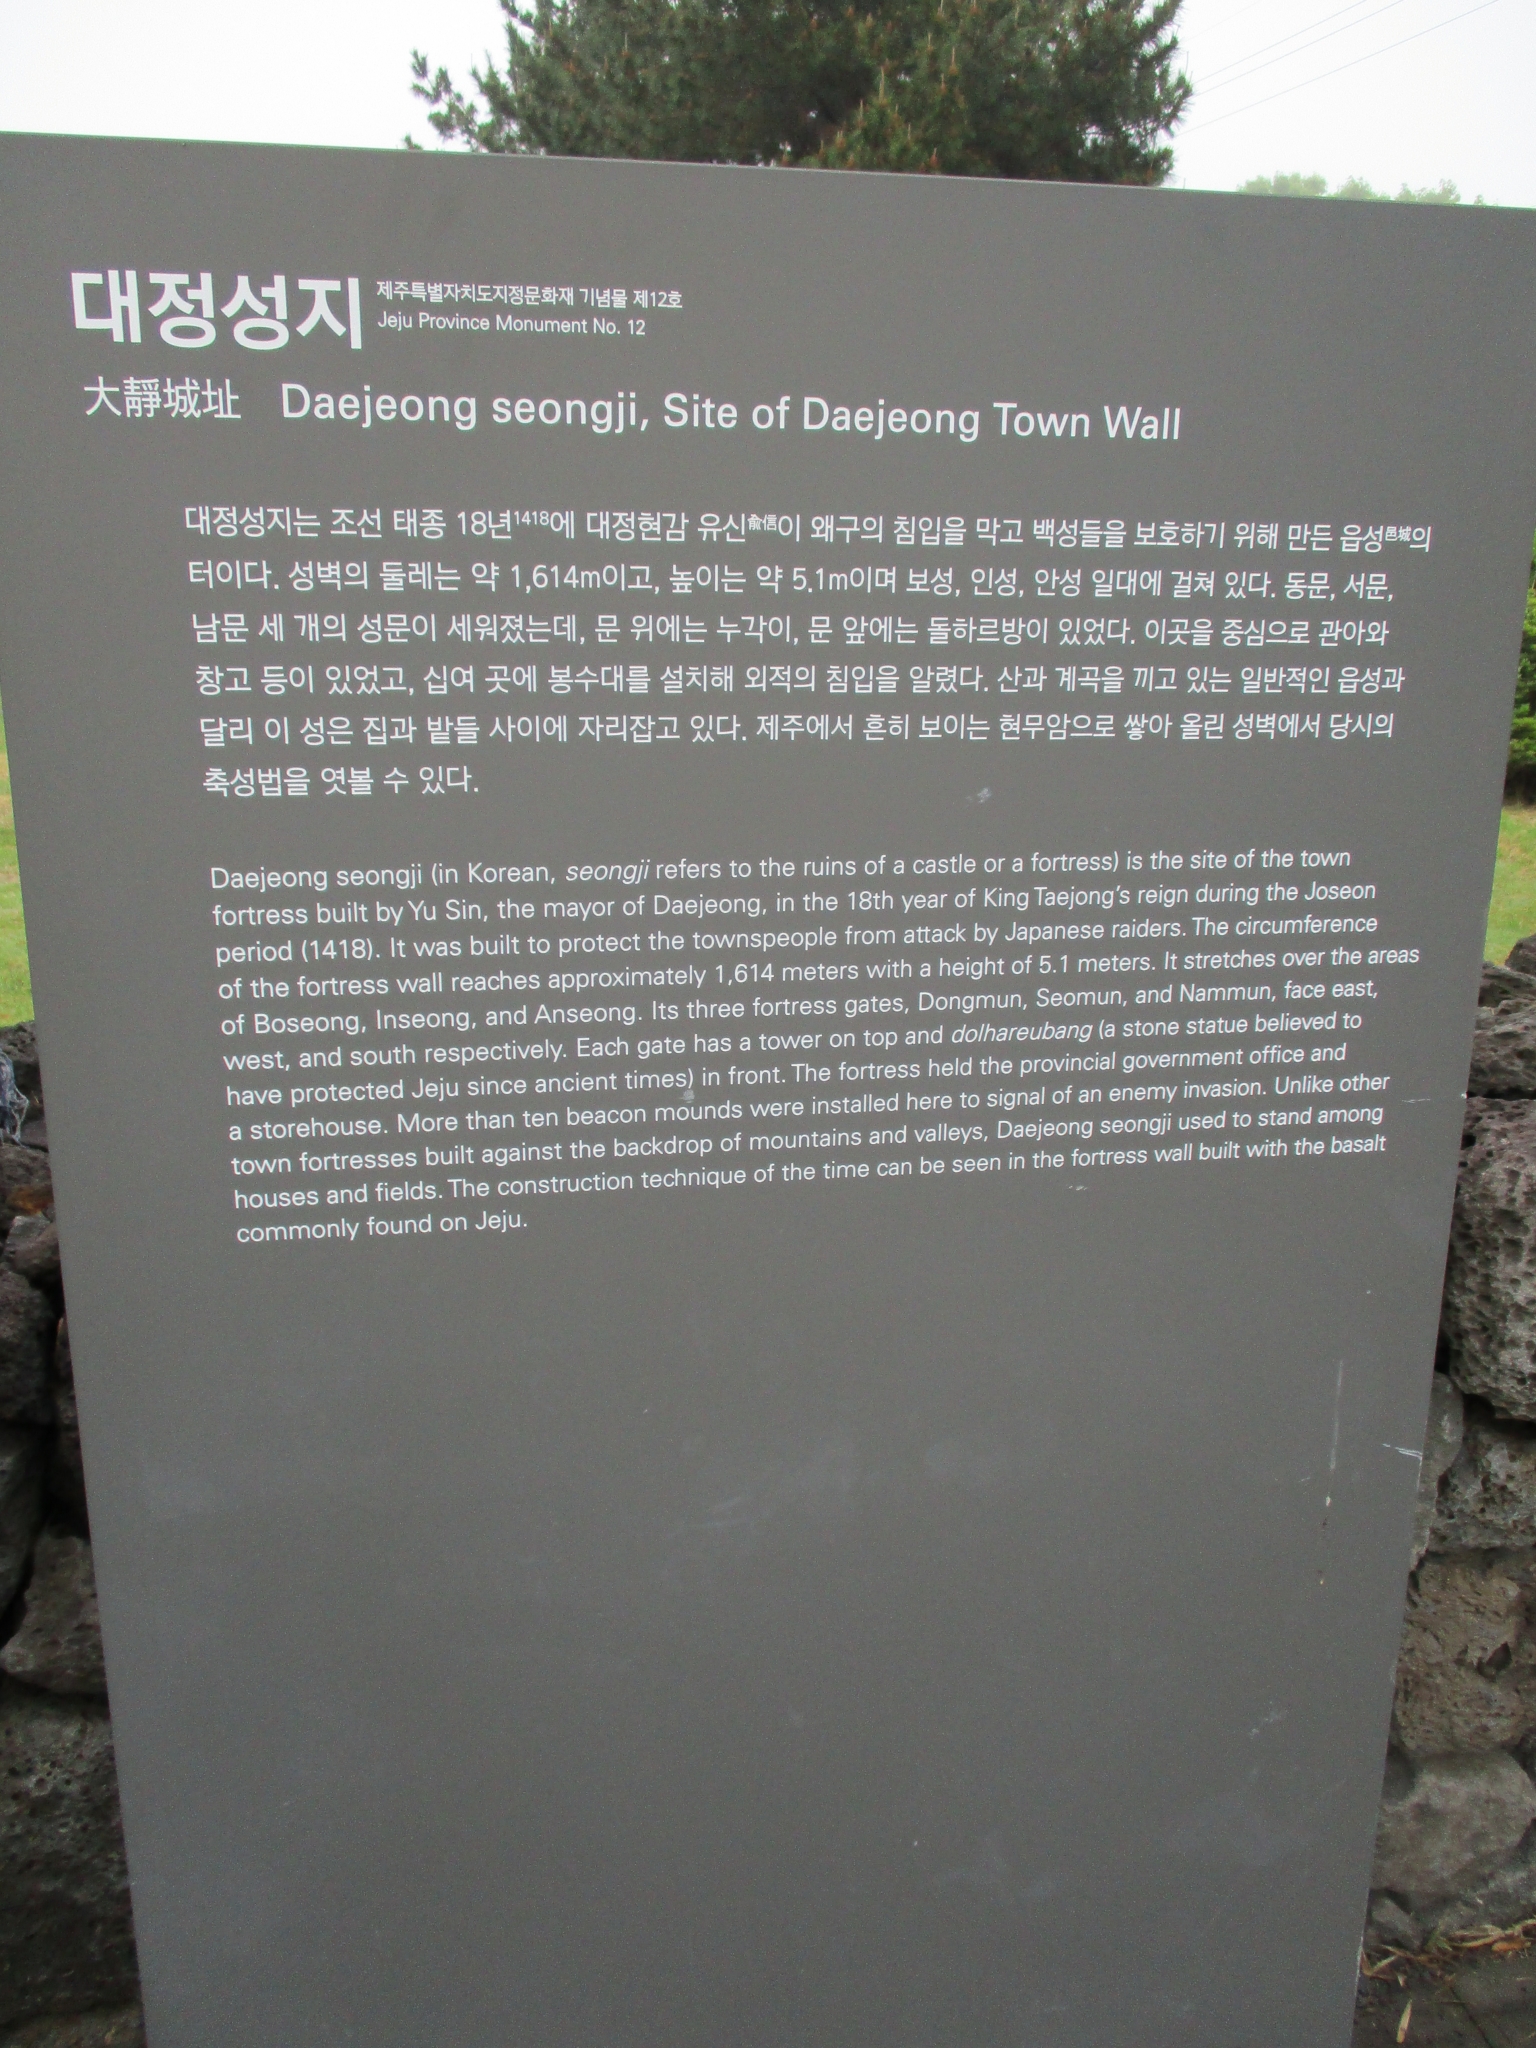 대정성지 제주특별자치도지정문화재 기념물 제12호
Jeju Province Monument No. 12
大靜城址 Daejeong seongji, Site of Daejeong Town Wall
대정성지는 조선 태종 18년1418에 대정현감 유신兪信이 왜구의 침입을 막고 백성들을 보호하기 위해 만든 읍성邑城의
터이다. 성벽의 둘레는 약 1,614m이고, 높이는 약 5.1m이며 보성, 인성, 안성 일대에 걸쳐 있다. 동문, 서문,
남문 세 개의 성문이 세워졌는데, 문 위에는 누각이, 문 앞에는 돌하르방이 있었다. 이곳을 중심으로 관아와
창고 등이 있었고, 십여 곳에 봉수대를 설치해 외적의 침입을 알렸다. 산과 계곡을 끼고 있는 일반적인 읍성과
달리 이 성은 집과 밭들 사이에 자리잡고 있다. 제주에서 흔히 보이는 현무암으로 쌓아 올린 성벽에서 당시의
축성법을 엿볼 수 있다.
Daejeong seongji (in Korean, seongji refers to the ruins of a castle or a fortress) is the site of the town
fortress built by Yu Sin, the mayor of Daejeong, in the 18th year of King Taejong's reign during the Joseon
period (1418). It was built to protect the townspeople from attack by Japanese raiders. The circumference
of the fortress wall reaches approximately 1,614 meters with a height of 5.1 meters. It stretches over the areas
of Boseong, Inseong, and Anseong. Its three fortress gates, Dongmun, Seomun, and Nammun, face east,
west, and south respectively. Each gate has a tower on top and dolhareubang (a stone statue believed to
have protected Jeju since ancient times) in front. The fortress held the provincial government office and
a storehouse. More than ten beacon mounds were installed here to signal of an enemy invasion. Unlike other
town fortresses built against the backdrop of mountains and valleys, Daejeong seongji used to stand among
houses and fields. The construction technique of the time can be seen in the fortress wall built with the basalt
commonly found on Jeju.